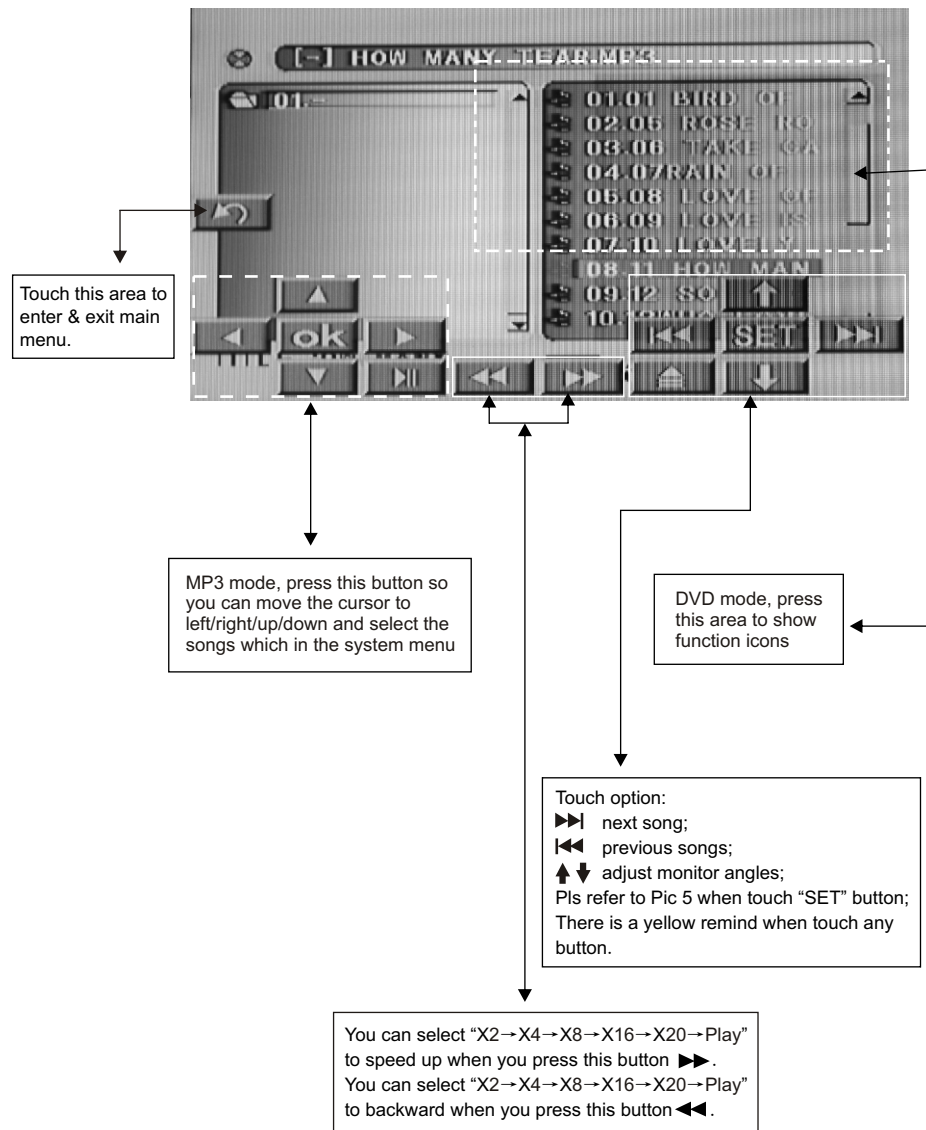 [-] HOW MANY TEAR.MP3
01.
01.01 BIRD OF
02.05 ROSE RO
03.06 TAKE CA
04.07RAIN OF
05.08 LOVE OF
06.09 LOVE IS
07.10 LOVELY
08.11 HOW MAN
09.12 SO
10.
ok
SET
Touch this area to
enter & exit main
menu.
MP3 mode, press this button so
you can move the cursor to
left/right/up/down and select the
songs which in the system menu
DVD mode, press
this area to show
function icons
Touch option:
next song;
previous songs;
adjust monitor angles;
Pls refer to Pic 5 when touch “SET” button;
There is a yellow remind when touch any
button.
You can select “X2→X4→X8→X16→X20→Play”
to speed up when you press this button ▶▶.
You can select “X2→X4→X8→X16→X20→Play”
to backward when you press this button ◀◀.